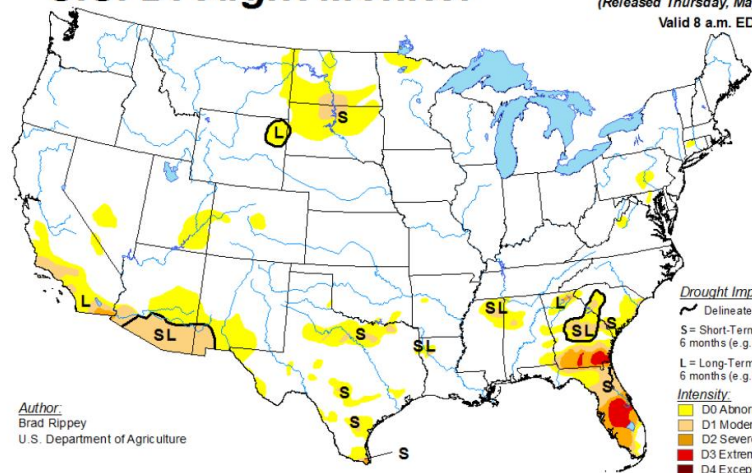 (Released Thursday, Ma
Valid 8 a.m. ED
S
L
L
SL
S
SL
SL
L
SL
S
S
S
S
S
S
Drought Imp
Delineate
S = Short-Term
6 months (e.g.
L = Long-Term
6 months (e.g.
Intensity:
D0 Abnor
D1 Moder
D2 Sever
D3 Extren
D4 Excep
Author:
Brad Rippey
U.S. Department of Agriculture